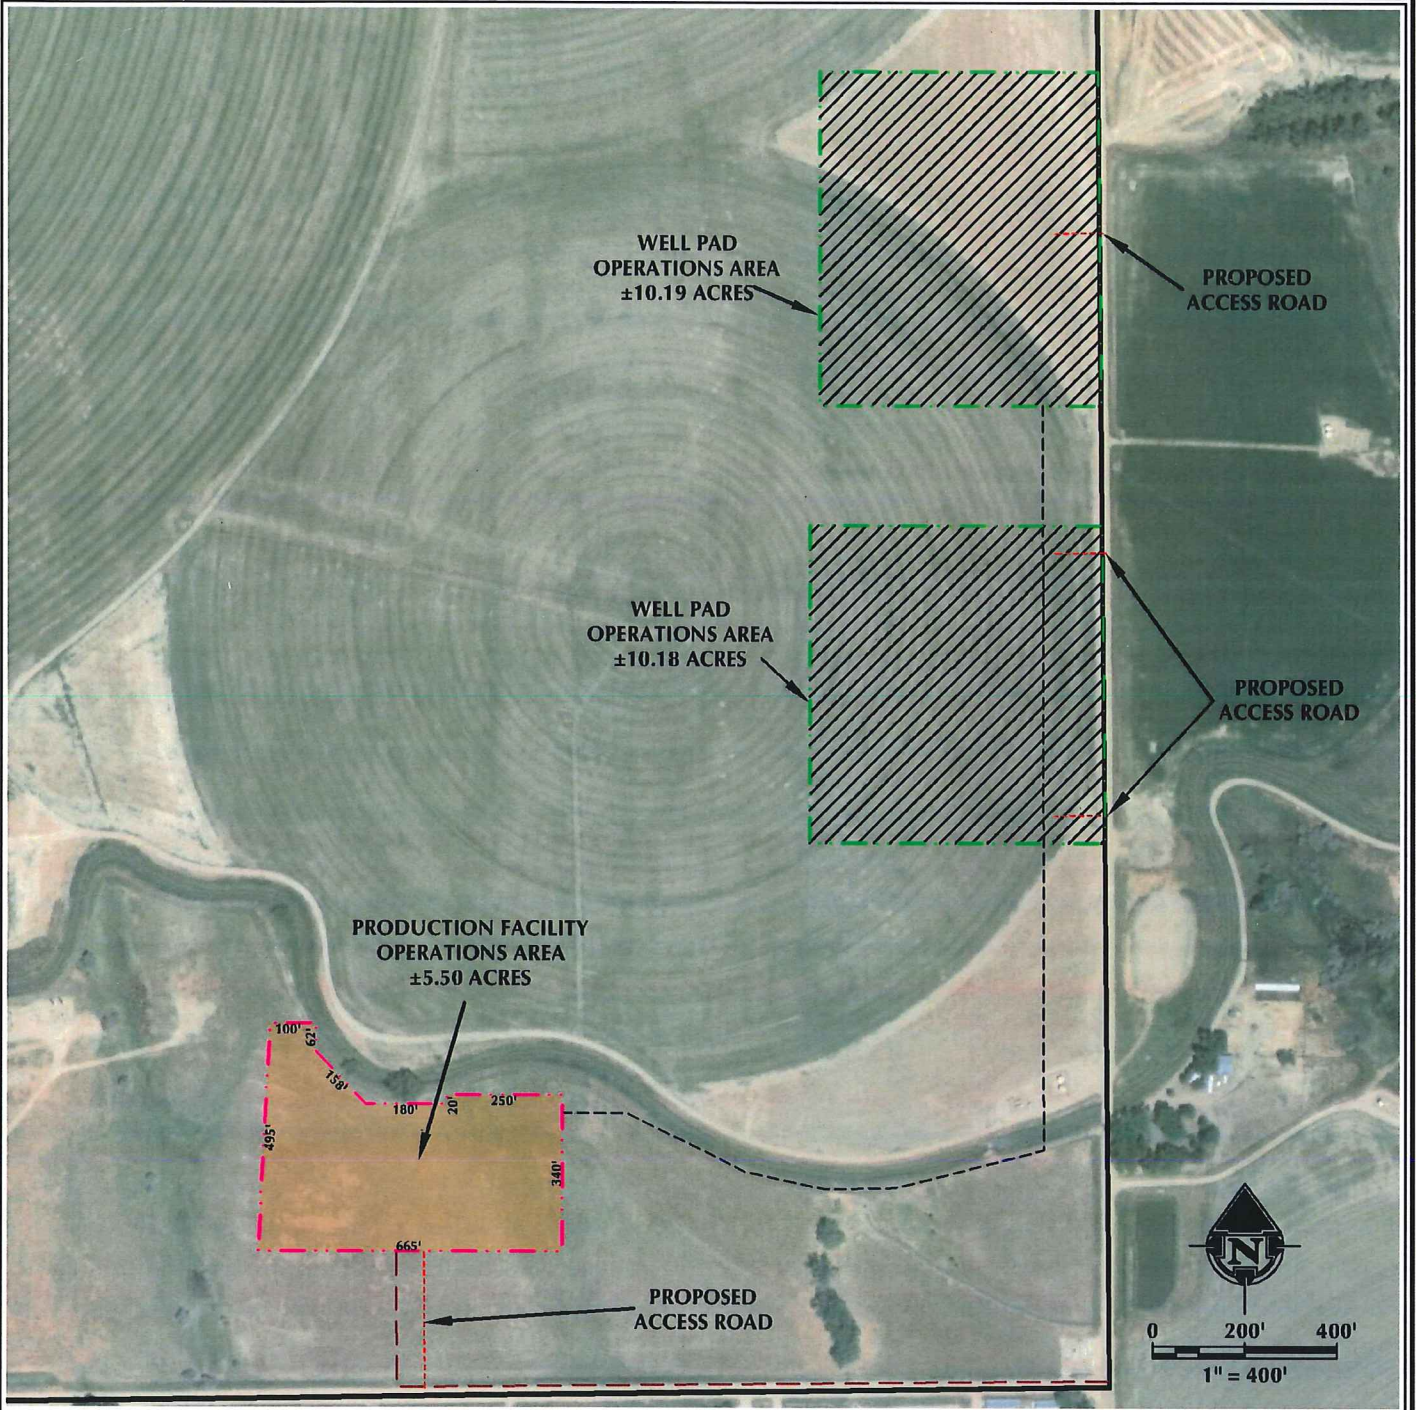 WELL PAD
OPERATIONS AREA
±10.19 ACRES
PROPOSED
ACCESS ROAD
WELL PAD
OPERATIONS AREA
±10.18 ACRES
PROPOSED
ACCESS ROAD
PRODUCTION FACILITY
OPERATIONS AREA
±5.50 ACRES
100'
62'
158'
180'
20'
250'
495'
340'
665'
PROPOSED
ACCESS ROAD
N
0 200' 400'
1" = 400'